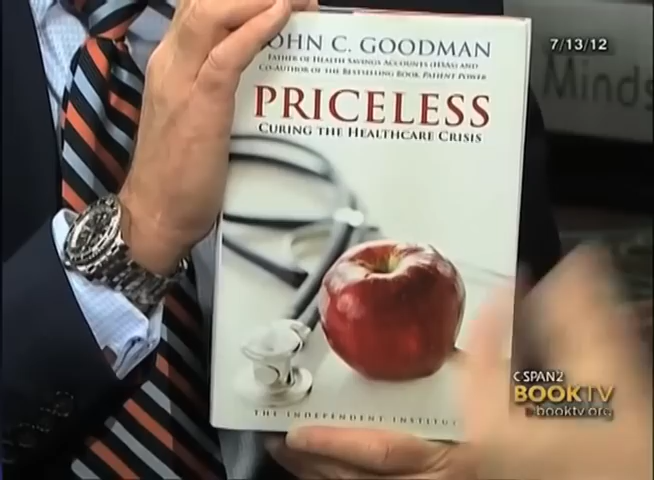 JOHN C. GOODMAN
FATHER OF HEALTH SAVINGS ACCOUNTS (HSAS) AND
CO-AUTHOR OF THE BESTSELLING BOOK PATIENT POWER
PRICELESS
CURING THE HEALTHCARE CRISIS
THE INDEPENDENT INSTITUTE
7/13/12
Minds
C-SPAN2
BOOKTV
booktv.org